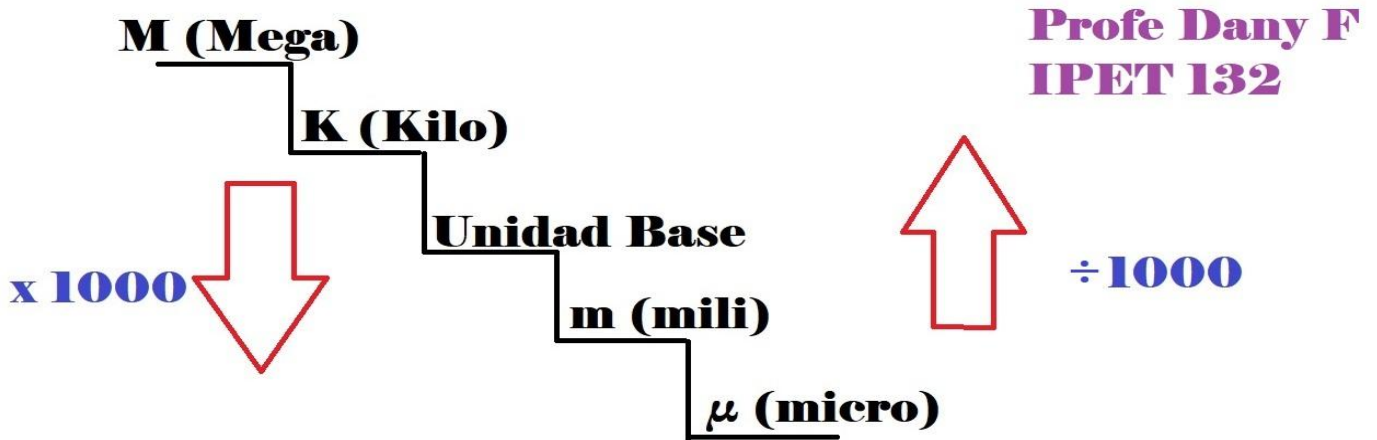 M (Mega)
Profe Dany F
IPET 132
K (Kilo)
Unidad Base
x 1000
÷1000
m (mili)
μ (micro)